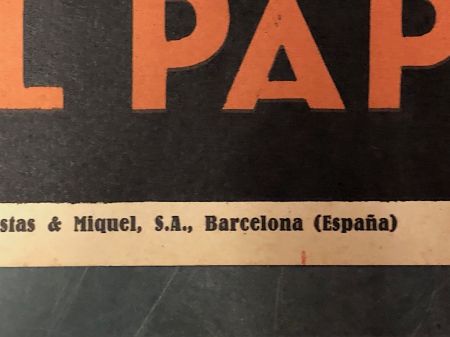 L PAP
stas & Miquel, S.A., Barcelona (España)